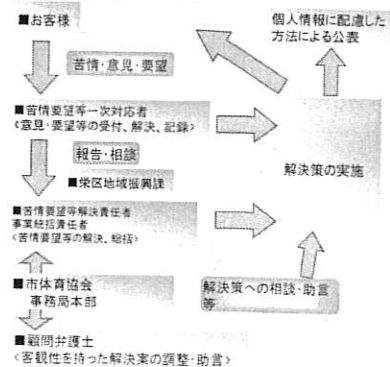 ■お客様
個人情報に配慮した
方法による公表
苦情・意見・要望
■苦情要望等一次対応者
<意見・要望等の受付、解決、記録>
報告・相談
解決策の実施
■栄区地域振興課
■苦情要望等解決責任者
事業統括責任者
<苦情要望等の解決、総括>
■市体育協会
事務局本部
解決策への相談・助言
等
■顧問弁護士
<客観性を持った解決案の調整・助言>